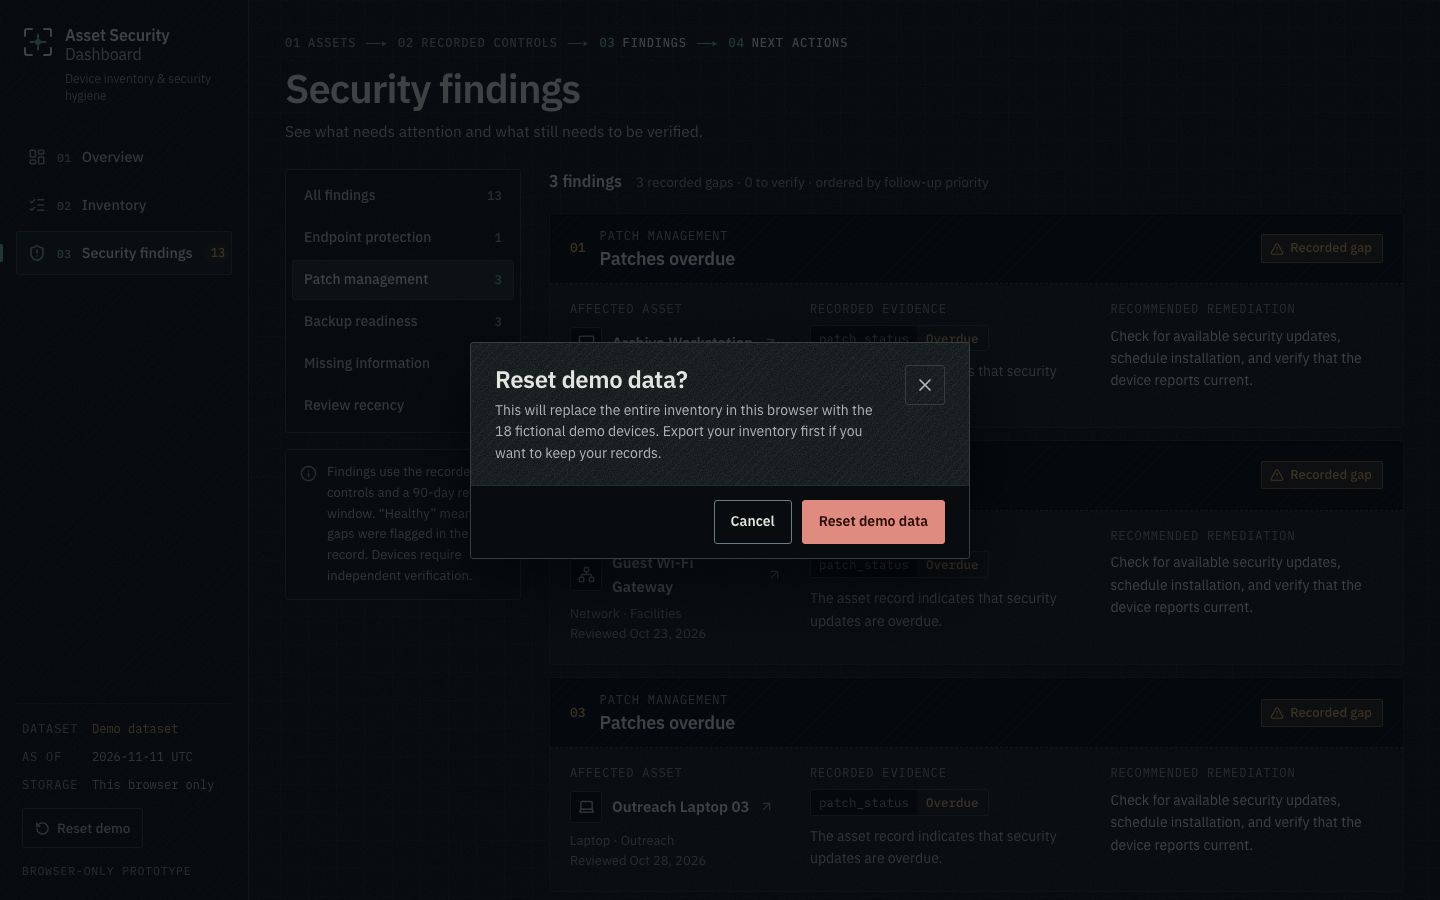 Asset Security
Dashboard
Device inventory & security
hygiene
01 Overview
02 Inventory
03 Security findings 13
DATASET Demo dataset
AS OF 2026-11-11 UTC
STORAGE This browser only
Reset demo
BROWSER-ONLY PROTOTYPE
01 ASSETS → 02 RECORDED CONTROLS → 03 FINDINGS → 04 NEXT ACTIONS
Security findings
See what needs attention and what still needs to be verified.
All findings 13
Endpoint protection 1
Patch management 3
Backup readiness 3
Missing information
Review recency
Findings use the recorde
controls and a 90-day re
window. “Healthy” mean
gaps were flagged in the
record. Devices require
independent verification.
3 findings 3 recorded gaps · 0 to verify · ordered by follow-up priority
01 PATCH MANAGEMENT
Patches overdue
Recorded gap
AFFECTED ASSET
Archive Workstation
RECORDED EVIDENCE
patch_status Overdue
s that security
RECOMMENDED REMEDIATION
Check for available security updates,
schedule installation, and verify that the
device reports current.
Reset demo data?
This will replace the entire inventory in this browser with the
18 fictional demo devices. Export your inventory first if you
want to keep your records.
Cancel
Reset demo data
Recorded gap
Guest Wi-Fi
Gateway
Network · Facilities
Reviewed Oct 23, 2026
patch_status Overdue
The asset record indicates that security
updates are overdue.
RECOMMENDED REMEDIATION
Check for available security updates,
schedule installation, and verify that the
device reports current.
03 PATCH MANAGEMENT
Patches overdue
Recorded gap
AFFECTED ASSET
Outreach Laptop 03
Laptop · Outreach
Reviewed Oct 28, 2026
RECORDED EVIDENCE
patch_status Overdue
The asset record indicates that security
updates are overdue.
RECOMMENDED REMEDIATION
Check for available security updates,
schedule installation, and verify that the
device reports current.